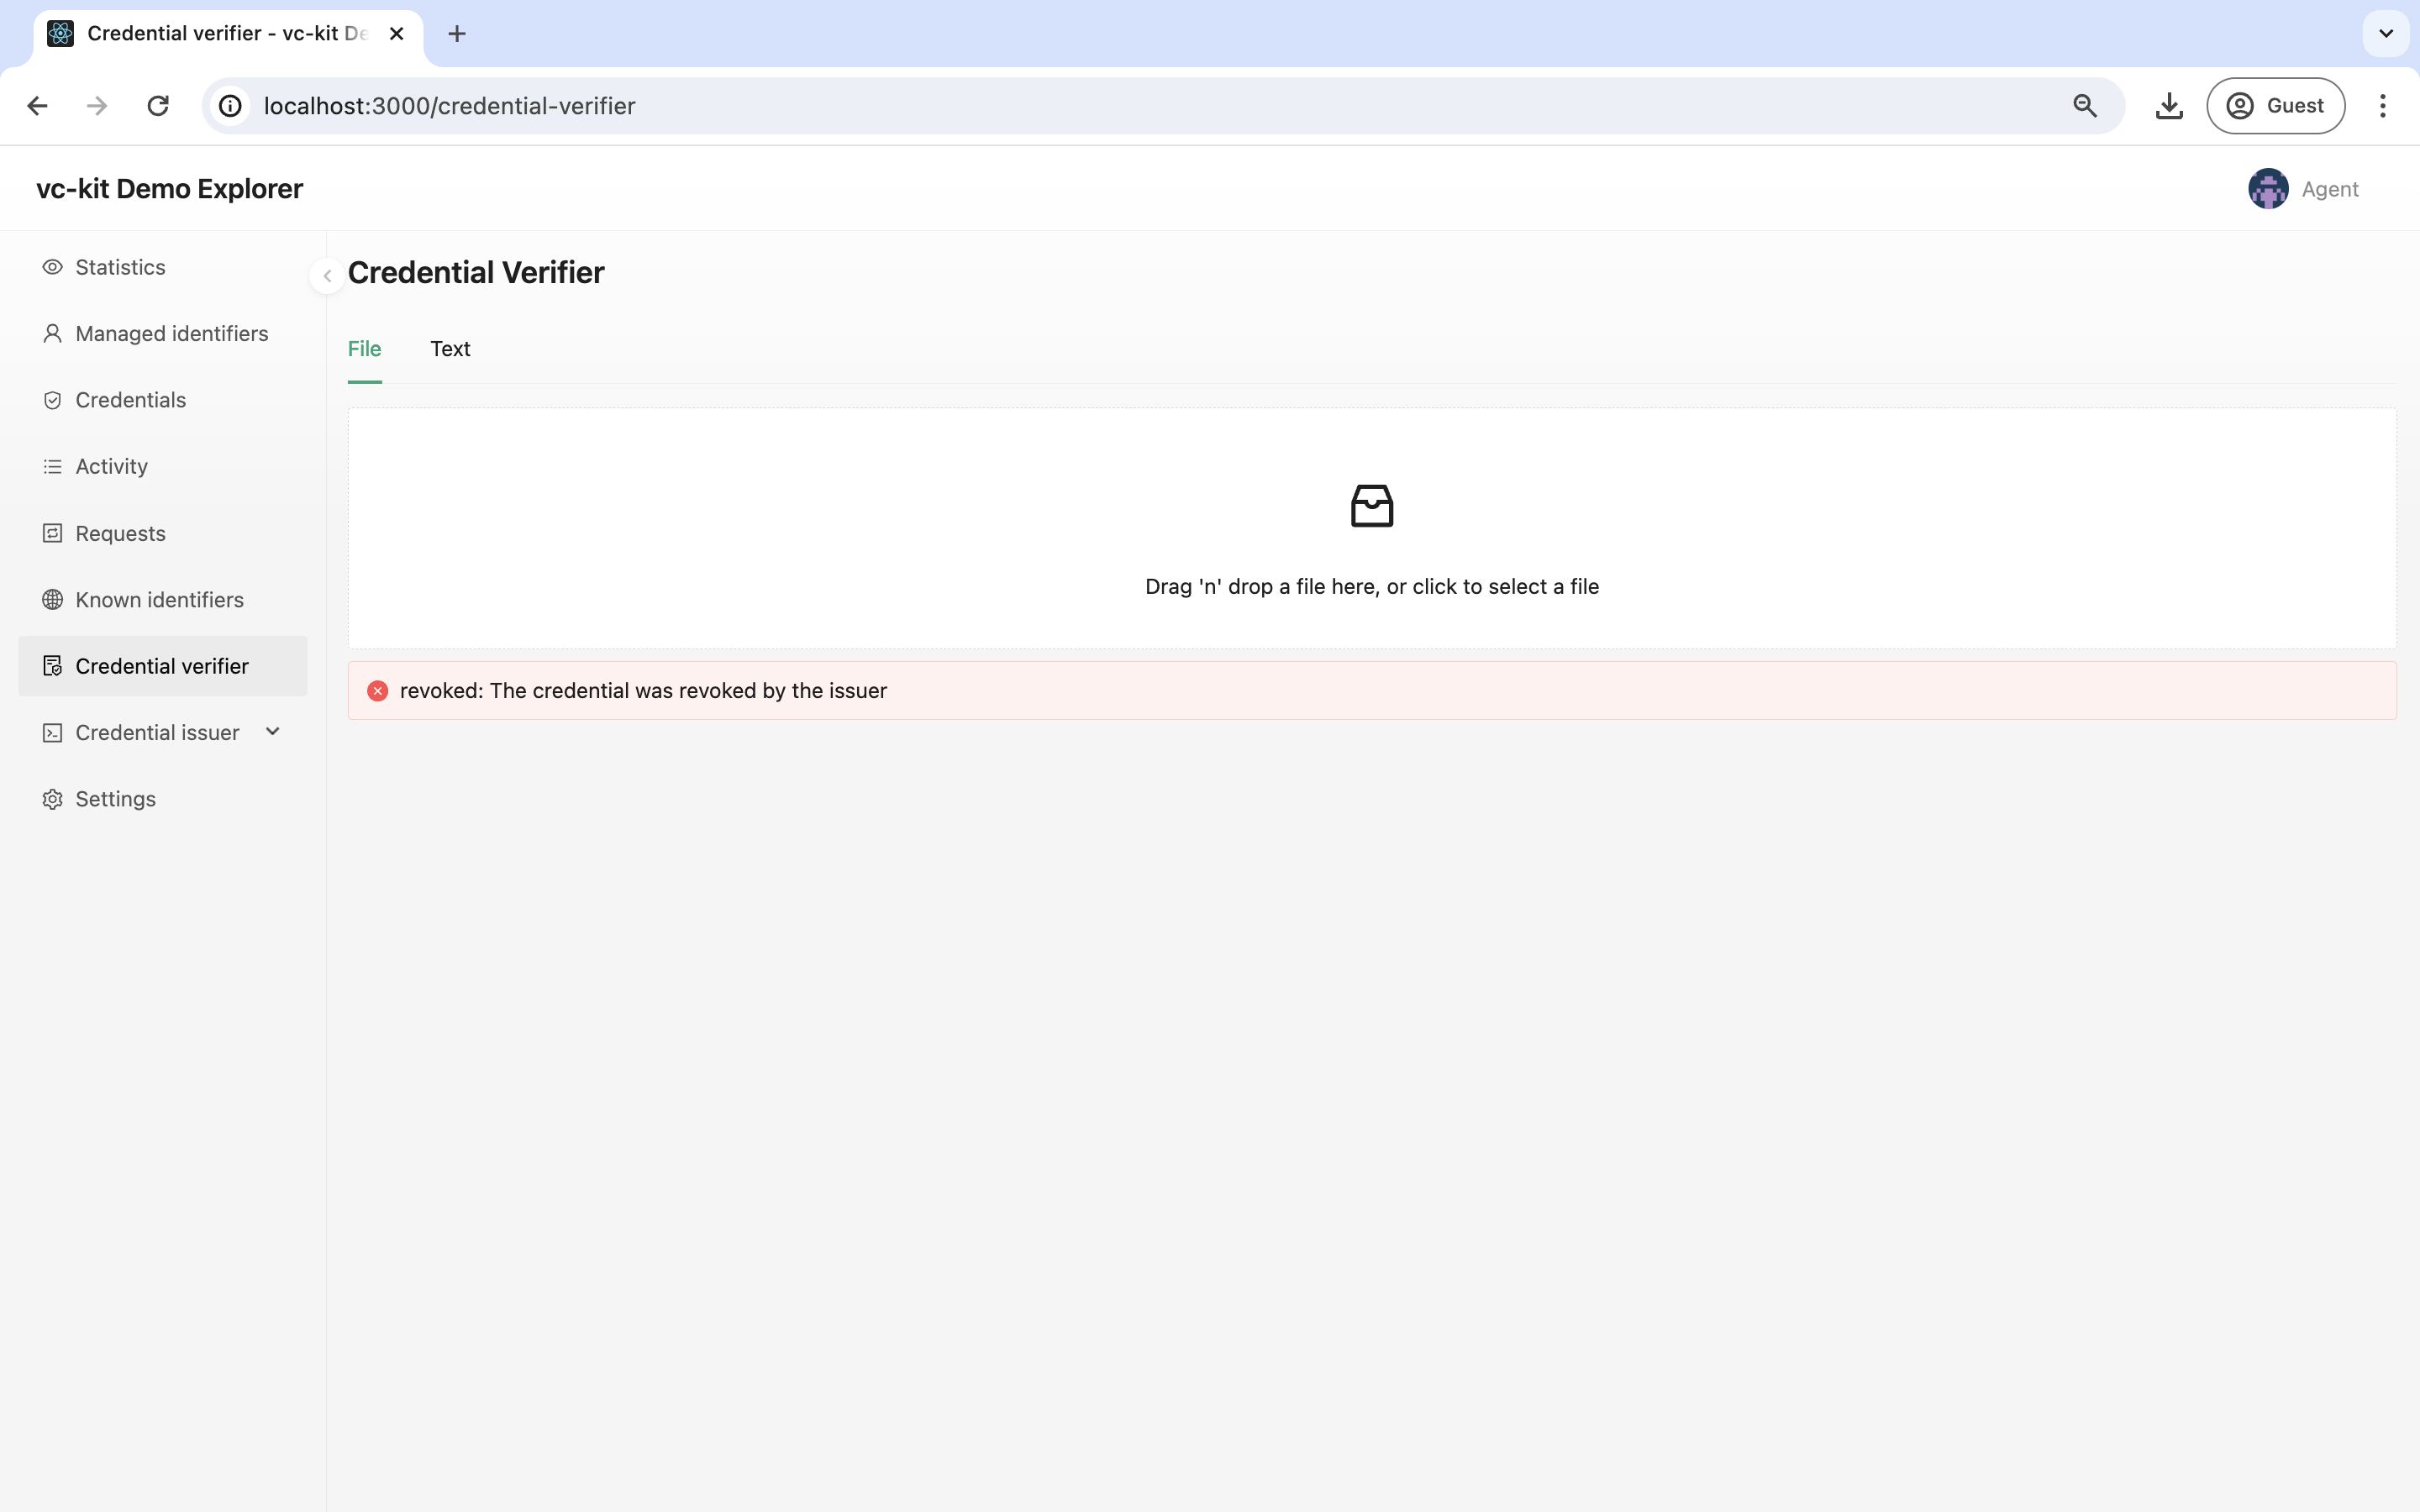 Credential verifier - vc-kit De
localhost:3000/credential-verifier
Guest
vc-kit Demo Explorer
Agent
Statistics
Managed identifiers
Credentials
Activity
Requests
Known identifiers
Credential verifier
Credential issuer
Settings
Credential Verifier
File
Text
Drag 'n' drop a file here, or click to select a file
revoked: The credential was revoked by the issuer